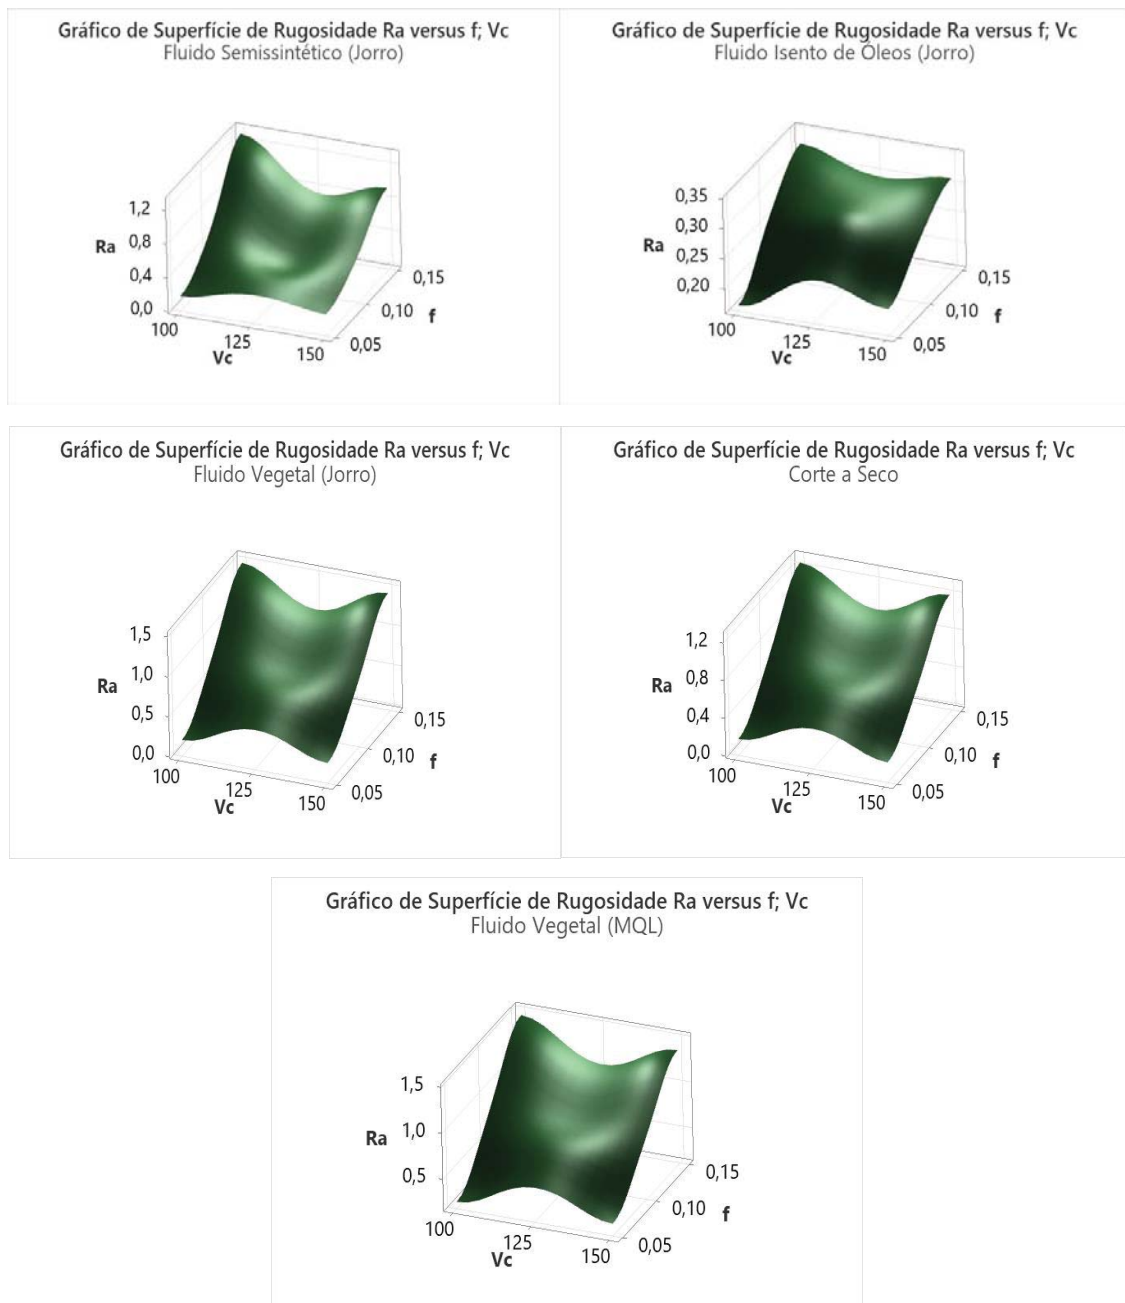 Gráfico de Superfície de Rugosidade Ra versus f; Vc
Fluido Semissintético (Jorro)
1,2
0,8
Ra
0,4
0,0
100
125
Vc
150
0,05
0,10
f
0,15
Gráfico de Superfície de Rugosidade Ra versus f; Vc
Fluido Isento de Óleos (Jorro)
0,35
0,30
Ra
0,25
0,20
100
125
Vc
150
0,05
0,10
f
0,15
Gráfico de Superfície de Rugosidade Ra versus f; Vc
Fluido Vegetal (Jorro)
1,5
1,0
Ra
0,5
0,0
100
125
Vc
150
0,05
0,10
f
0,15
Gráfico de Superfície de Rugosidade Ra versus f; Vc
Corte a Seco
1,2
0,8
Ra
0,4
0,0
100
125
Vc
150
0,05
0,10
f
0,15
Gráfico de Superfície de Rugosidade Ra versus f; Vc
Fluido Vegetal (MQL)
1,5
1,0
Ra
0,5
100
125
Vc
150
0,05
0,10
f
0,15